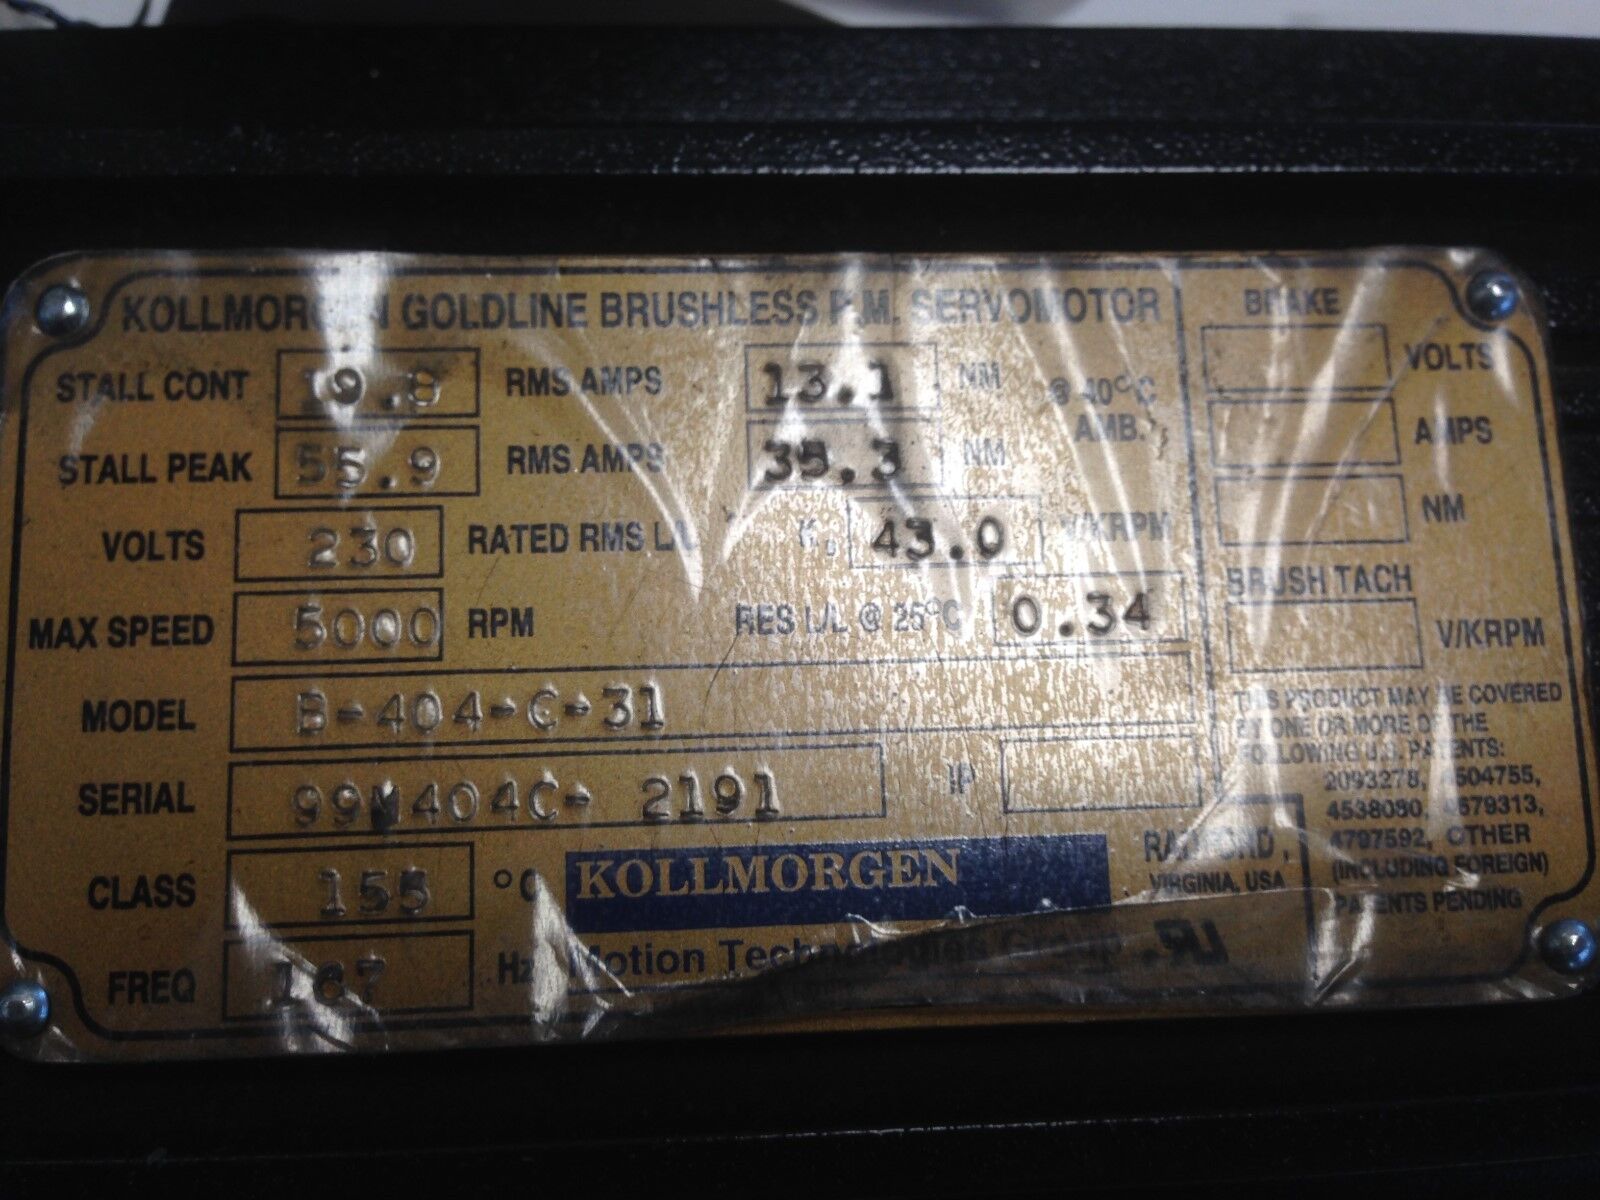 KOLLMORGEN GOLDLINE BRUSHLESS P.M. SERVOMOTOR
STALL CONT 19.8 RMS AMPS 13.1 NM @ 40°C AMB.
STALL PEAK 55.9 RMS AMPS 35.3 NM
VOLTS 230 RATED RMS L/L 43.0 V/KRPM
MAX SPEED 5000 RPM RES L/L @ 25°C 0.34
MODEL B-404-C-31
SERIAL 99M404C- 2191 IP
CLASS 155 °C
FREQ 167 Hz
KOLLMORGEN
Motion Technologies Group
RADFORD,
VIRGINIA, USA
BRAKE
VOLTS
AMPS
NM
BRUSH TACH
V/KRPM
THIS PRODUCT MAY BE COVERED
BY ONE OR MORE OF THE
FOLLOWING U.S. PATENTS:
2093278, 4504755,
4538080, 4679313,
4797592, OTHER
(INCLUDING FOREIGN)
PATENTS PENDING